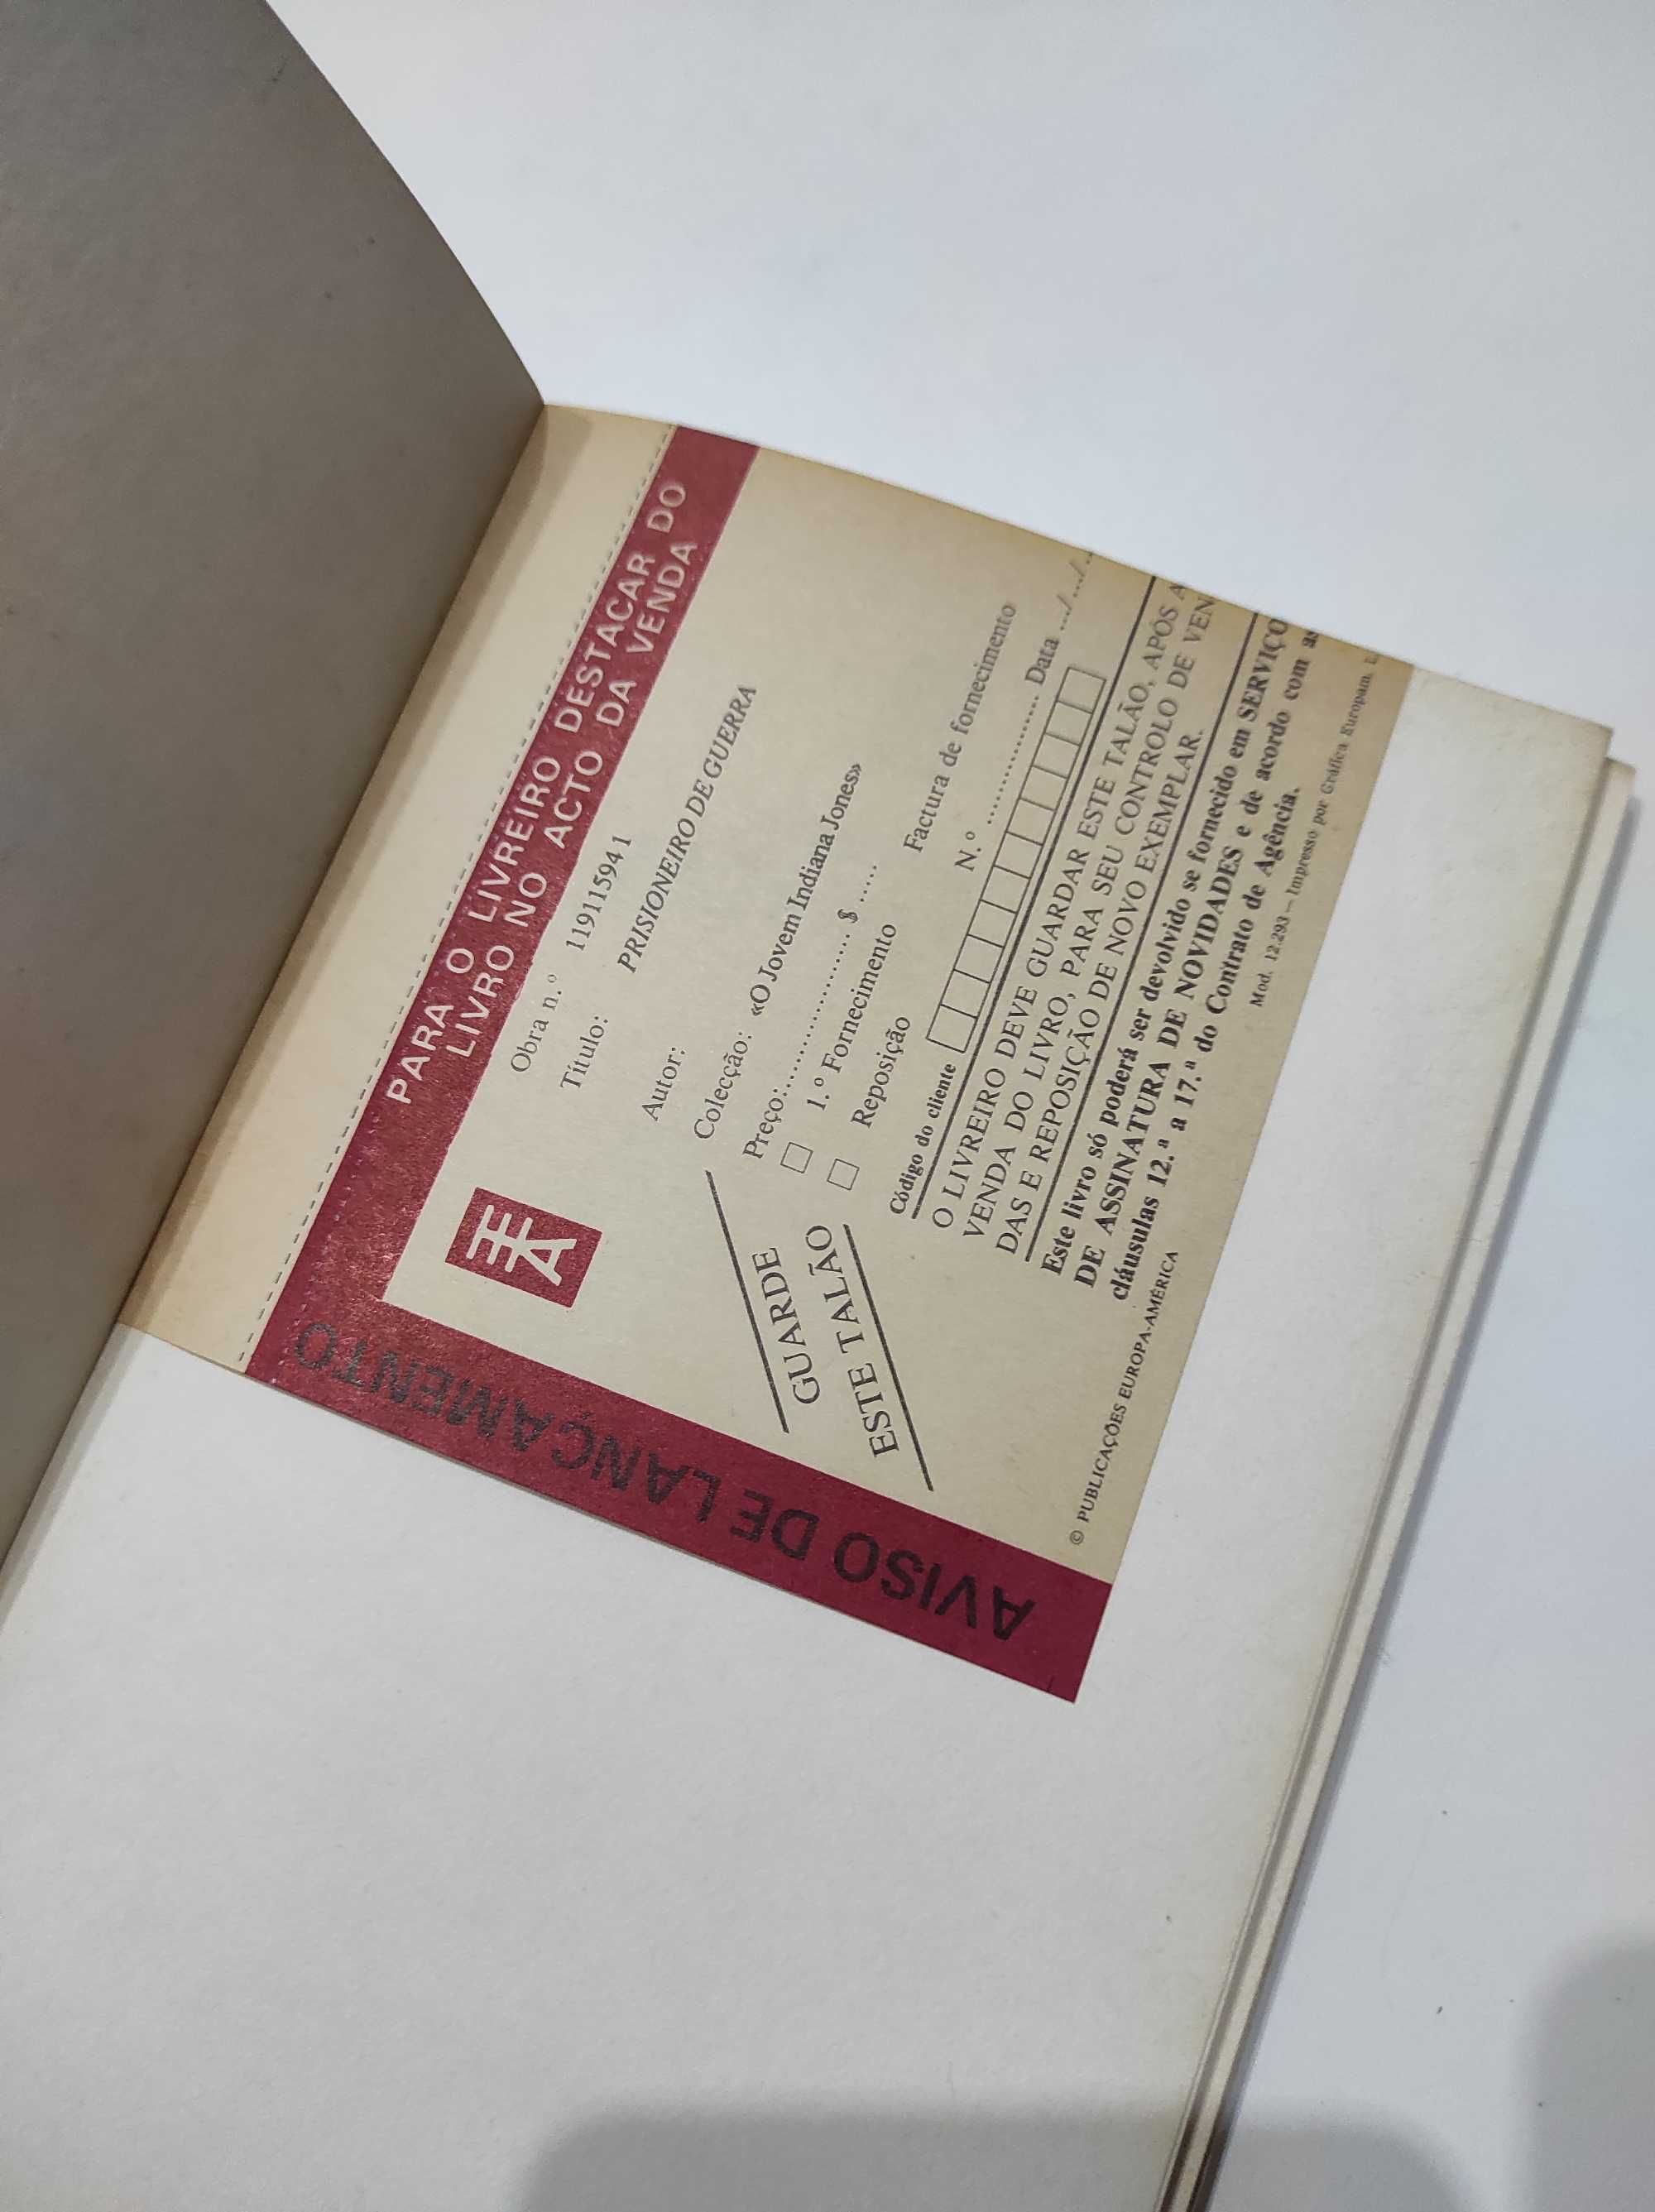 AVISO DE LANÇAMENTO
PARA O LIVREIRO DESTACAR DO
LIVRO NO ACTO DA VENDA
EA
Obra n.º 119115941
Título: PRISIONEIRO DE GUERRA
Autor:
Colecção: «O Jovem Indiana Jones»
Preço:.................... $ .....
1.º Fornecimento
Reposição
Factura de fornecimento
N.º .................. Data ..../..../..
GUARDE
ESTE TALÃO
Código do cliente
O LIVREIRO DEVE GUARDAR ESTE TALÃO, APÓS A
VENDA DO LIVRO, PARA SEU CONTROLO DE VEN
DAS E REPOSIÇÃO DE NOVO EXEMPLAR.
Este livro só poderá ser devolvido se fornecido em SERVIÇO
DE ASSINATURA DE NOVIDADES e de acordo com as
cláusulas 12.ª a 17.ª do Contrato de Agência.
© PUBLICAÇÕES EUROPA-AMÉRICA
Mod. 12.293 — Impresso por Gráfica Europam, L